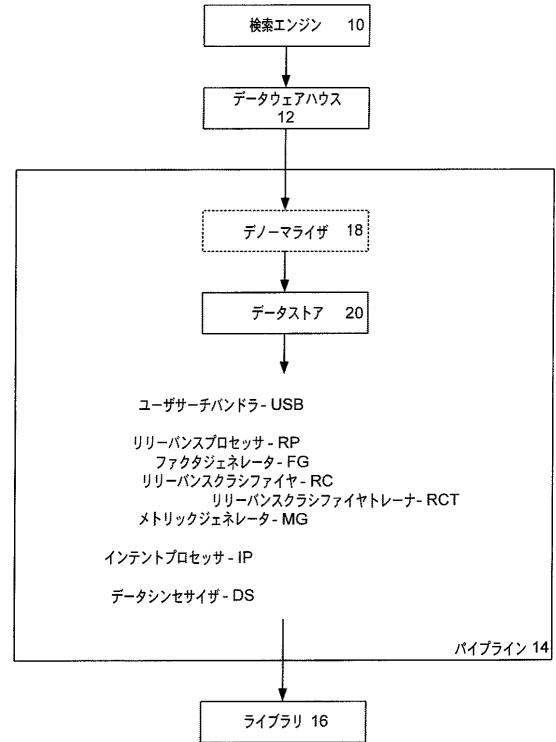 検索エンジン 10
データウェアハウス
12
デノーマライザ 18
データストア 20
ユーザサーチバンドラ - USB
リリーバンスプロセッサ - RP
ファクタジェネレータ - FG
リリーバンスクラシファイヤ - RC
リリーバンスクラシファイヤトレーナ - RCT
メトリックジェネレータ - MG
インテントプロセッサ - IP
データシンセサイザ - DS
パイプライン 14
ライブラリ 16